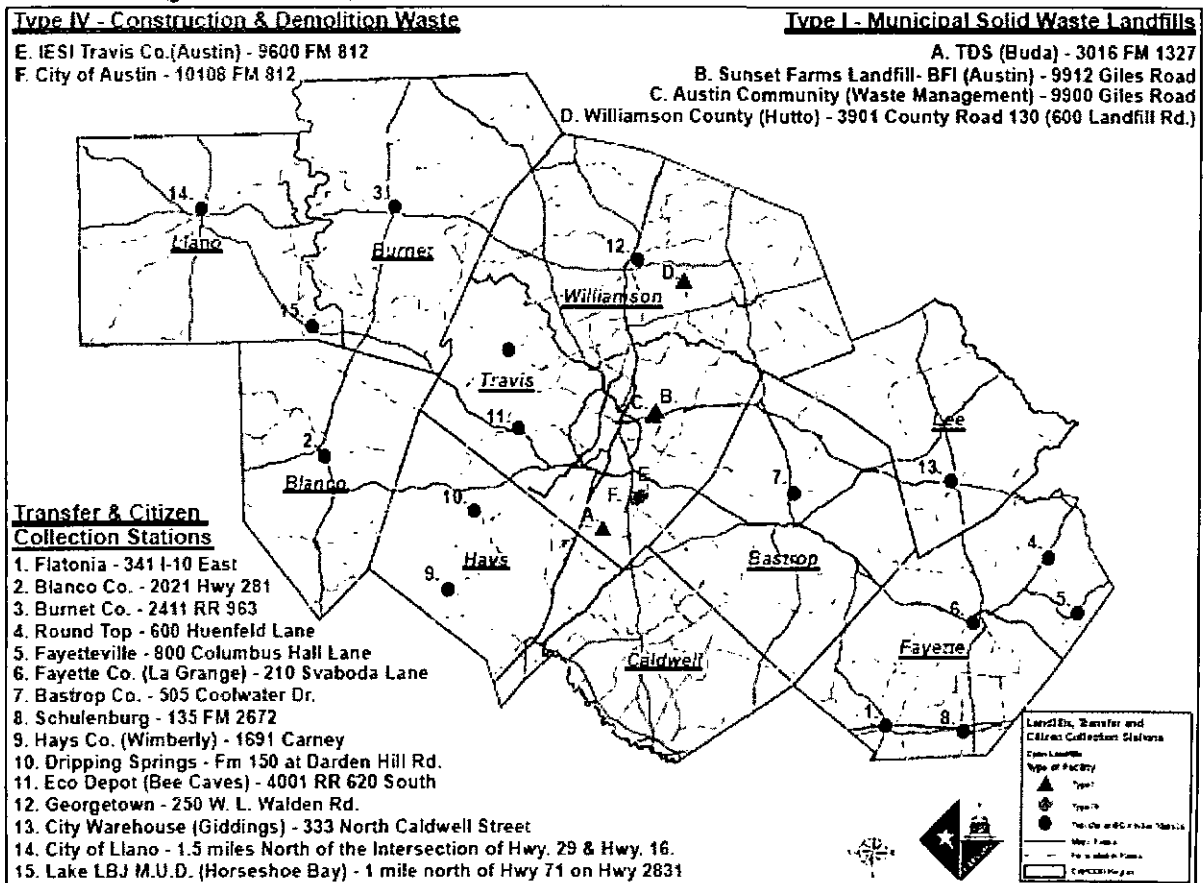 Type IV - Construction & Demolition Waste
E. IESI Travis Co.(Austin) - 9600 FM 812
F. City of Austin - 10108 FM 812
Type I - Municipal Solid Waste Landfills
A. TDS (Buda) - 3016 FM 1327
B. Sunset Farms Landfill- BFI (Austin) - 9912 Giles Road
C. Austin Community (Waste Management) - 9900 Giles Road
D. Williamson County (Hutto) - 3901 County Road 130 (600 Landfill Rd.)
14.
3.
Llano
Burnet
12.
D.
Williamson
15
Travis
C.
B.
11.
Lee
2.
Blanco
13.
7.
E.
F.
10.
A.
4.
Hays
Bastrop
9.
5.
6.
Fayette
Caldwell
1.
8.
Transfer & Citizen
Collection Stations
1. Flatonia - 341 I-10 East
2. Blanco Co. - 2021 Hwy 281
3. Burnet Co. - 2411 RR 963
4. Round Top - 600 Huenfeld Lane
5. Fayetteville - 800 Columbus Hall Lane
6. Fayette Co. (La Grange) - 210 Svaboda Lane
7. Bastrop Co. - 505 Coolwater Dr.
8. Schulenburg - 135 FM 2672
9. Hays Co. (Wimberly) - 1691 Carney
10. Dripping Springs - Fm 150 at Darden Hill Rd.
11. Eco Depot (Bee Caves) - 4001 RR 620 South
12. Georgetown - 250 W. L. Walden Rd.
13. City Warehouse (Giddings) - 333 North Caldwell Street
14. City of Llano - 1.5 miles North of the Intersection of Hwy. 29 & Hwy. 16.
15. Lake LBJ M.U.D. (Horseshoe Bay) - 1 mile north of Hwy 71 on Hwy 2831
Landfills, Transfer and
Citizen Collection Stations
Type of Facility